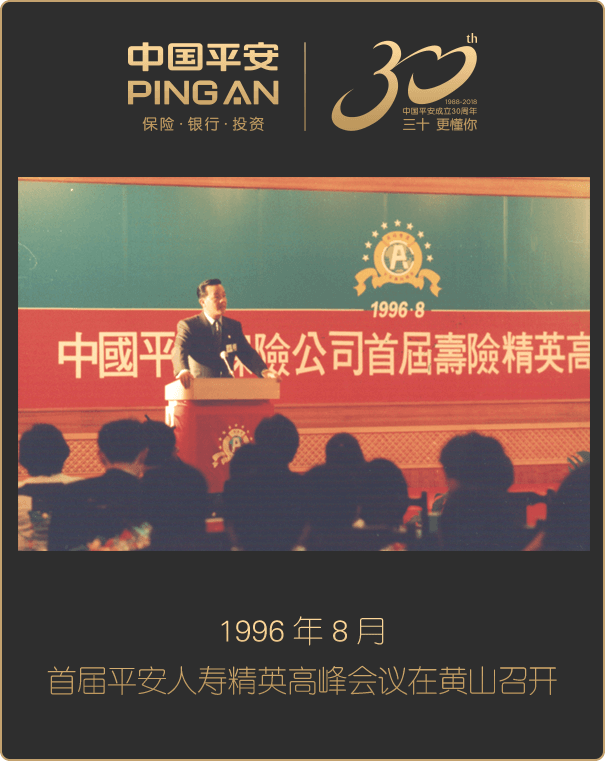 中国平安
PING AN
保险·银行·投资
30th
1988-2018
中国平安成立30周年
三十 更懂你
A
1996·8
中國平 險公司首屆壽險精英高
1996 年 8 月
首届平安人寿精英高峰会议在黄山召开